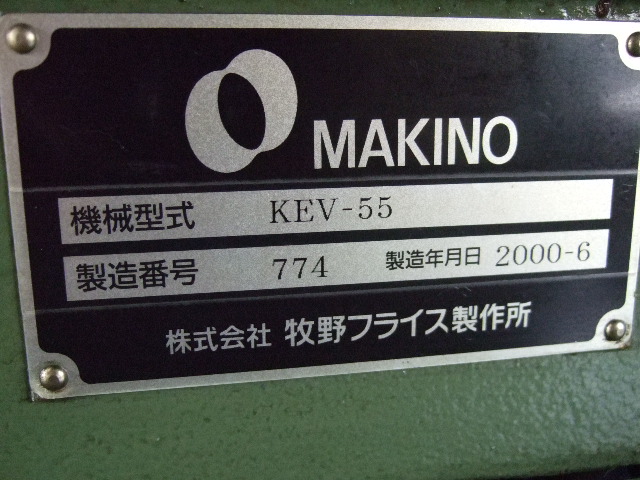 MAKINO
機械型式 KEV-55
製造番号 774 製造年月日 2000-6
株式会社 牧野フライス製作所